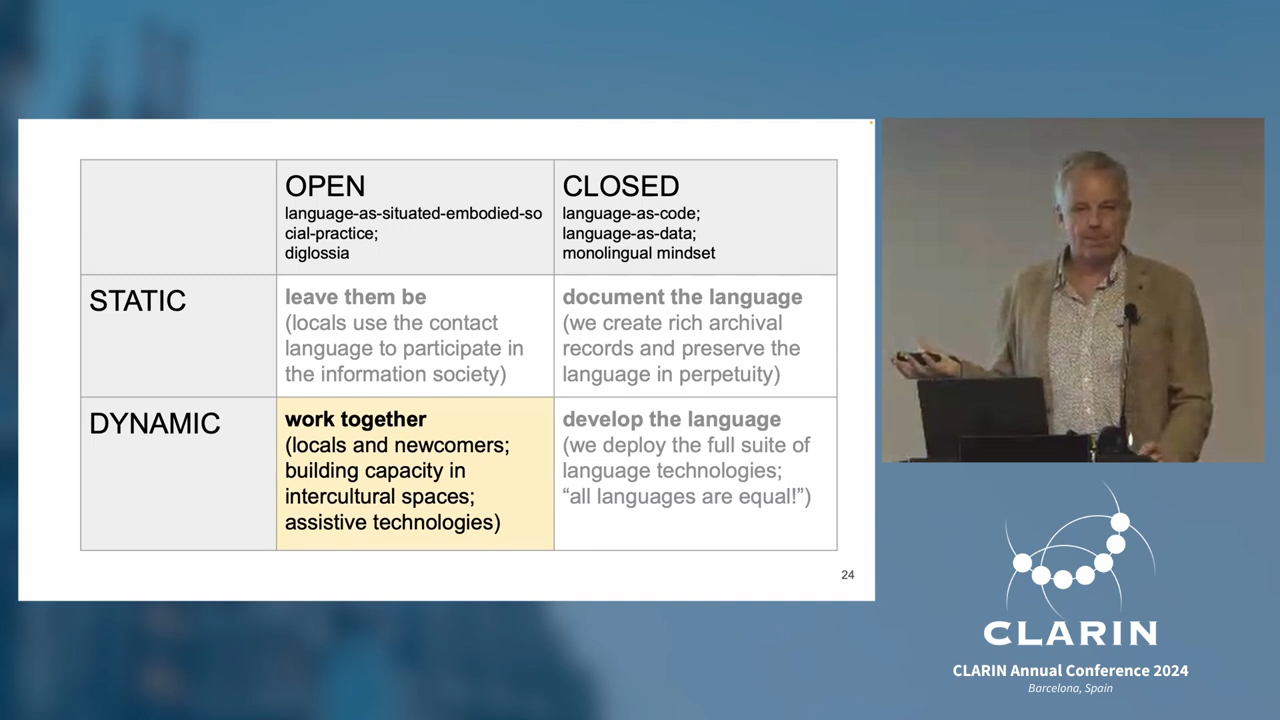 OPEN
language-as-situated-embodied-so
cial-practice;
diglossia
CLOSED
language-as-code;
language-as-data;
monolingual mindset
STATIC
leave them be
(locals use the contact
language to participate in
the information society)
document the language
(we create rich archival
records and preserve the
language in perpetuity)
DYNAMIC
work together
(locals and newcomers;
building capacity in
intercultural spaces;
assistive technologies)
develop the language
(we deploy the full suite of
language technologies;
“all languages are equal!”)
24
CLARIN
CLARIN Annual Conference 2024
Barcelona, Spain